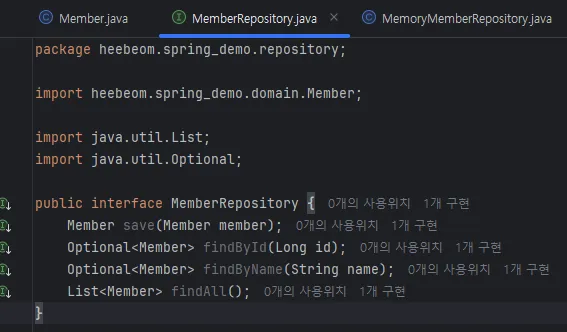 Member.java MemberRepository.java × MemoryMemberRepository.java
package heebeom.spring_demo.repository;
import heebeom.spring_demo.domain.Member;
import java.util.List;
import java.util.Optional;
public interface MemberRepository { 0개의 사용위치 1개 구현
Member save(Member member); 0개의 사용위치 1개 구현
Optional<Member> findById(Long id); 0개의 사용위치 1개 구현
Optional<Member> findByName(String name); 0개의 사용위치 1개 구현
List<Member> findAll(); 0개의 사용위치 1개 구현
}